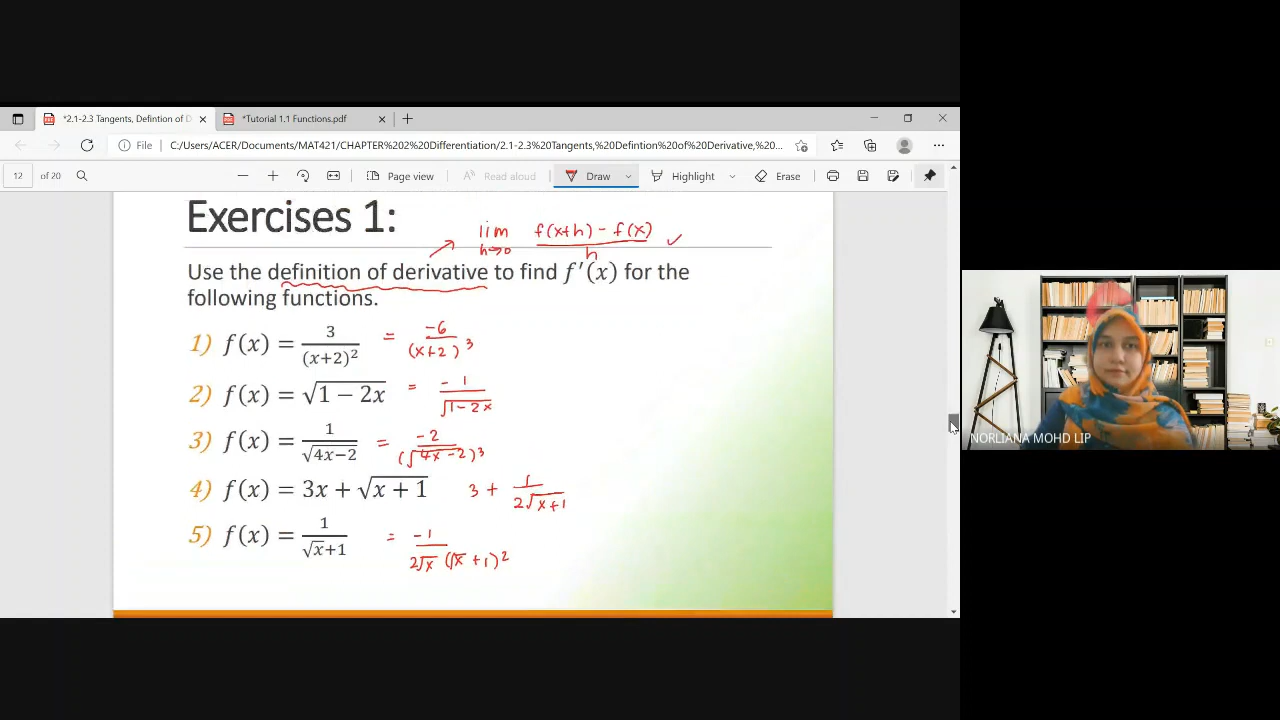 *2.1-2.3 Tangents, Defintion of D
*Tutorial 1.1 Functions.pdf
File
C:/Users/ACER/Documents/MAT421/CHAPTER%202%20Differentiation/2.1-2.3%20Tangents,%20Defintion%20of%20Derivative,%20...
12 of 20
Page view
Read aloud
Draw
Highlight
Erase
Exercises 1:
lim h→0 (f(x+h) - f(x))/h ✓
Use the definition of derivative to find f′(x) for the
following functions.
1) f(x) = 3/(x+2)² = -6/(x+2)³
2) f(x) = √(1 − 2x) = -1/√(1-2x)
3) f(x) = 1/√(4x−2) = -2/(√(4x-2))³
4) f(x) = 3x + √(x + 1) 3 + 1/(2√(x+1))
5) f(x) = 1/(√x+1) = -1/(2√x (√x + 1)²)
NORLIANA MOHD LIP